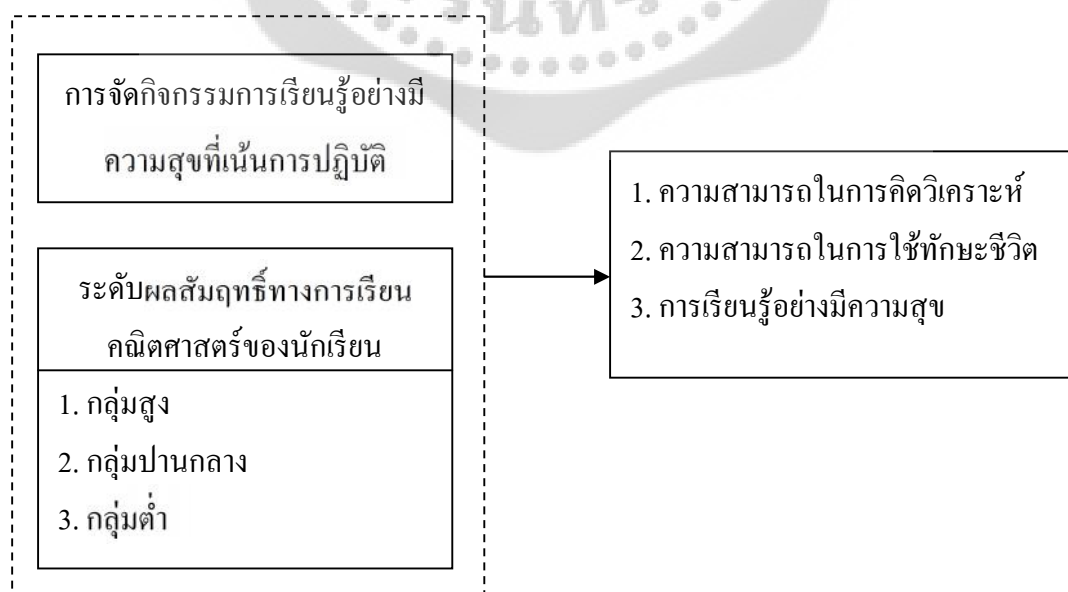 การจัดกิจกรรมการเรียนรู้อย่างมี
ความสุขที่เน้นการปฏิบัติ
ระดับผลสัมฤทธิ์ทางการเรียน
คณิตศาสตร์ของนักเรียน
1. กลุ่มสูง
2. กลุ่มปานกลาง
3. กลุ่มต่ำ
1. ความสามารถในการคิดวิเคราะห์
2. ความสามารถในการใช้ทักษะชีวิต
3. การเรียนรู้อย่างมีความสุข